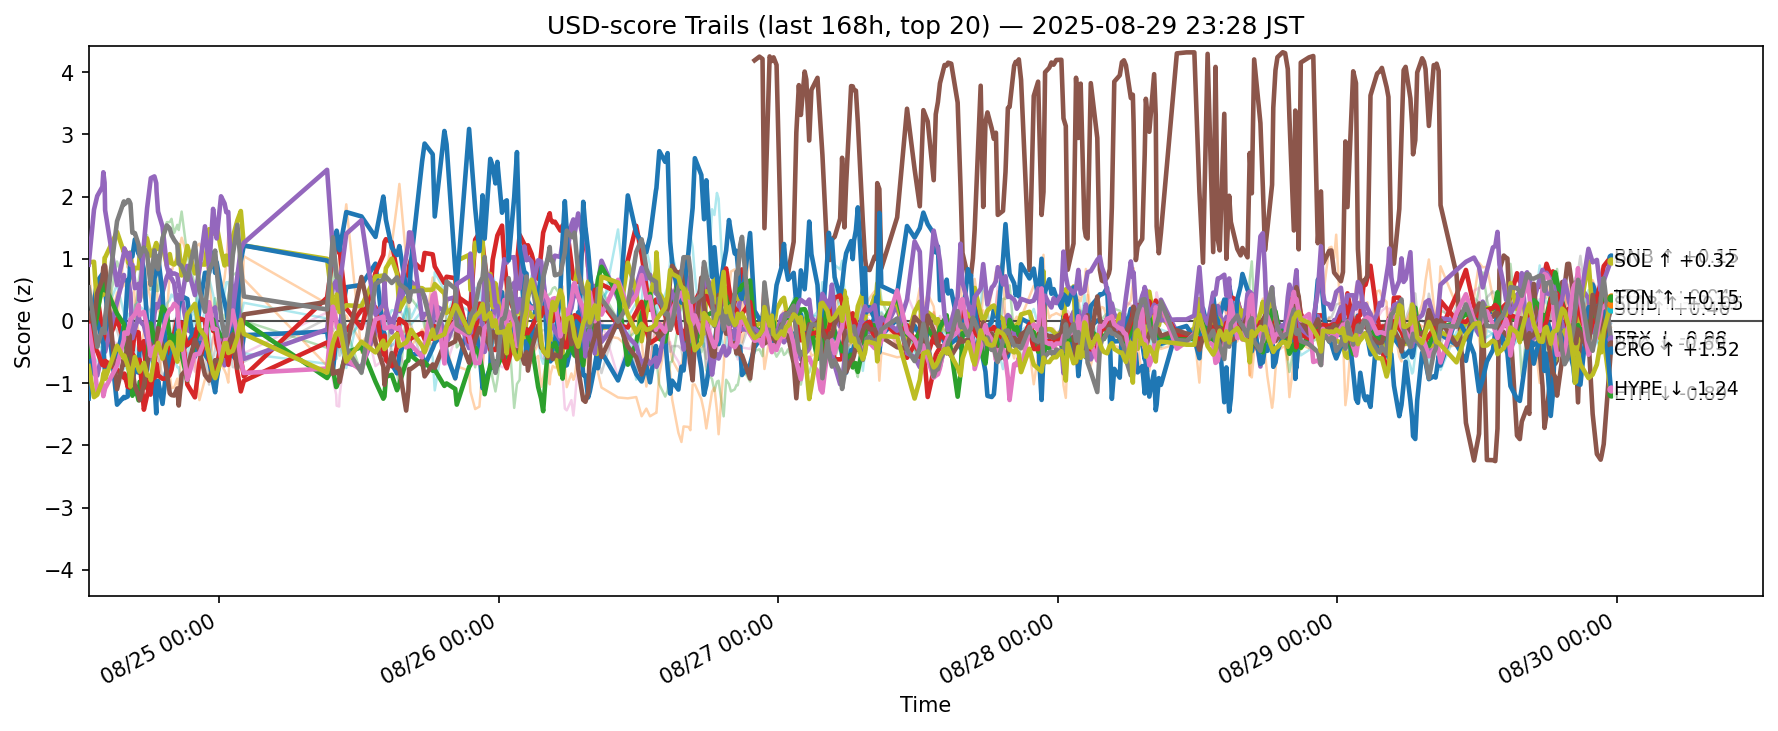 USD-score Trails (last 168h, top 20) — 2025-08-29 23:28 JST
4
3
2
1
0
−1
−2
−3
−4
Score (z)
SOL ↑ +0.32
TON ↑ +0.15
CRO ↑ +1.52
HYPE ↓ -1.24
08/25 00:00
08/26 00:00
08/27 00:00
08/28 00:00
08/29 00:00
08/30 00:00
Time